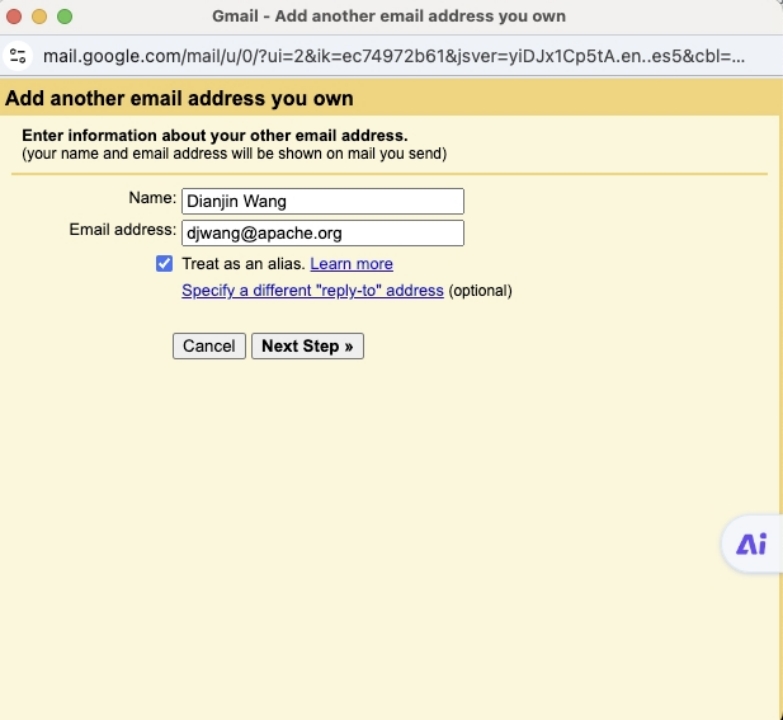 Gmail - Add another email address you own
mail.google.com/mail/u/0/?ui=2&ik=ec74972b61&jsver=yiDJx1Cp5tA.en..es5&cbl=...
Add another email address you own
Enter information about your other email address.
(your name and email address will be shown on mail you send)
Name: Dianjin Wang
Email address: djwang@apache.org
Treat as an alias. Learn more
Specify a different "reply-to" address (optional)
Cancel Next Step »
Ai